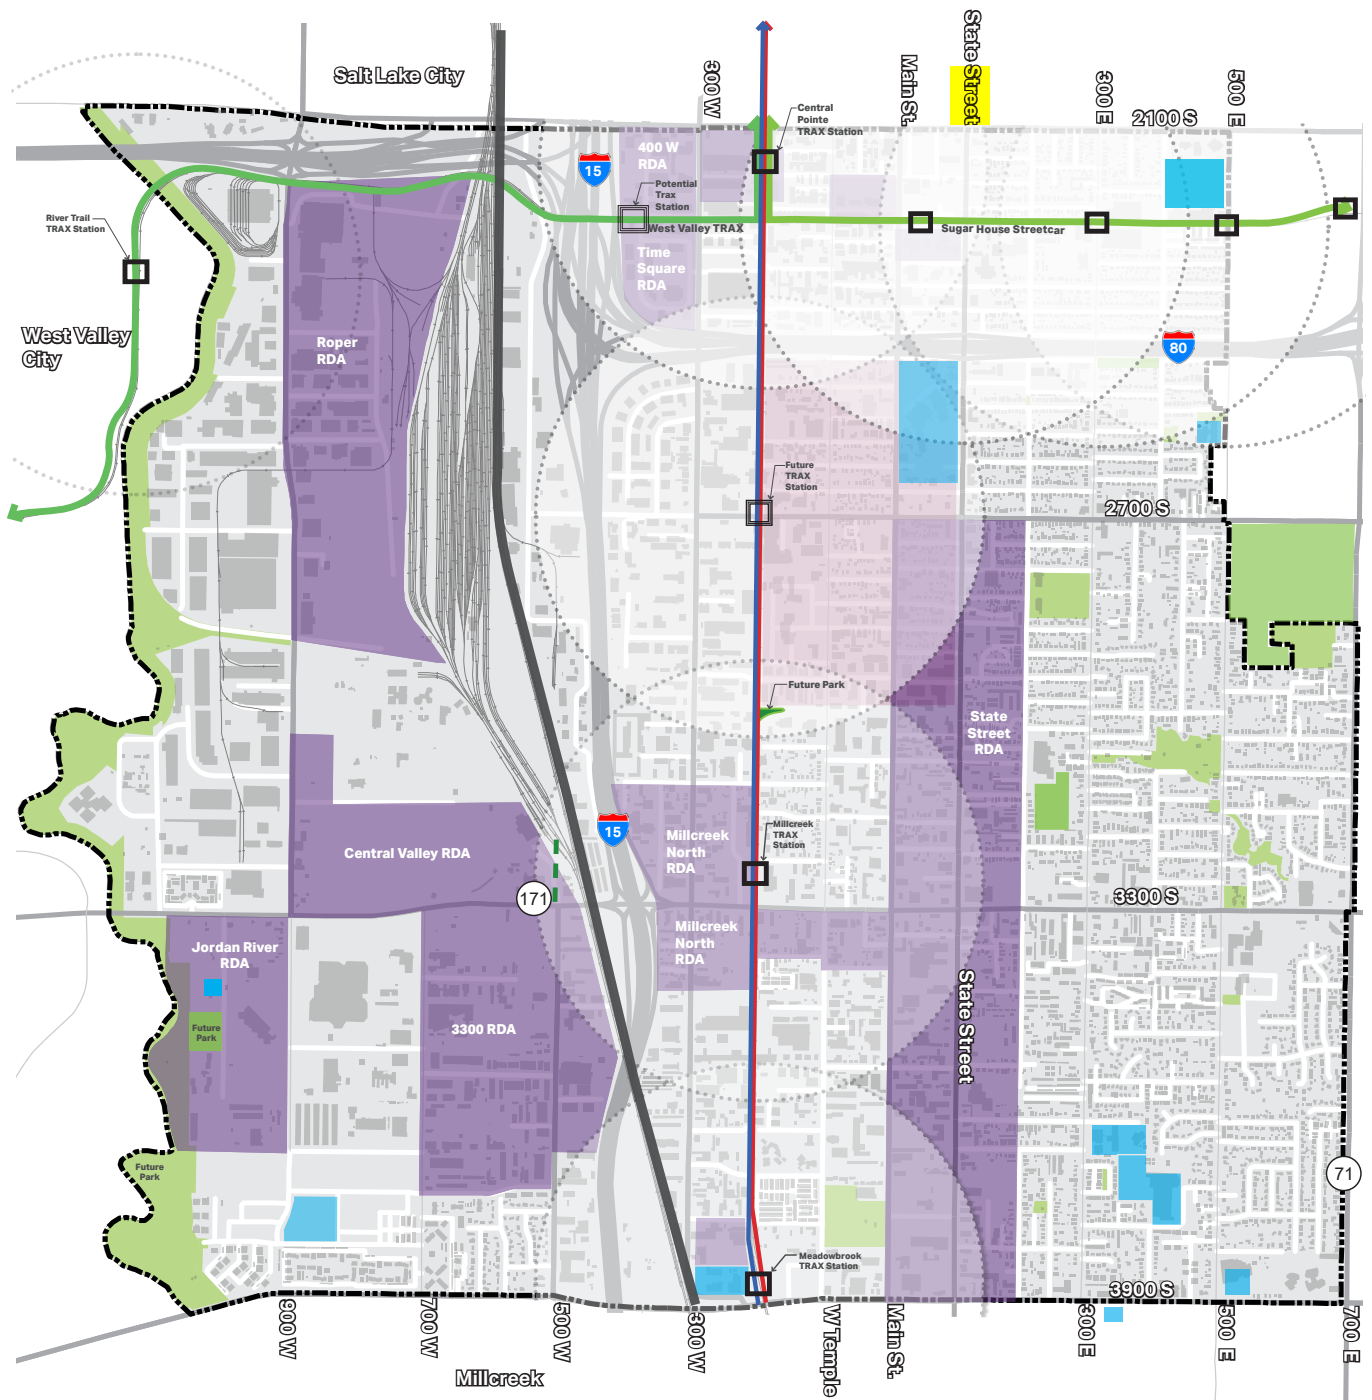 Salt Lake City
300 W
Main St.
State Street
300 E
2100 S
500 E
Central
Pointe
TRAX Station
400 W
RDA
15
Potential
Trax
Station
River Trail
TRAX Station
West Valley TRAX
Sugar House Streetcar
Time
Square
RDA
West Valley
City
Roper
RDA
80
Future
TRAX
Station
2700 S
Future Park
State
Street
RDA
15
Millcreek
North
RDA
Millcreek
TRAX
Station
Central Valley RDA
171
3300 S
Jordan River
RDA
Millcreek
North
RDA
State Street
Future
Park
3300 RDA
Future
Park
71
Meadowbrook
TRAX Station
3900 S
900 W
700 W
500 W
300 W
W Temple
Main St.
300 E
500 E
700 E
Millcreek